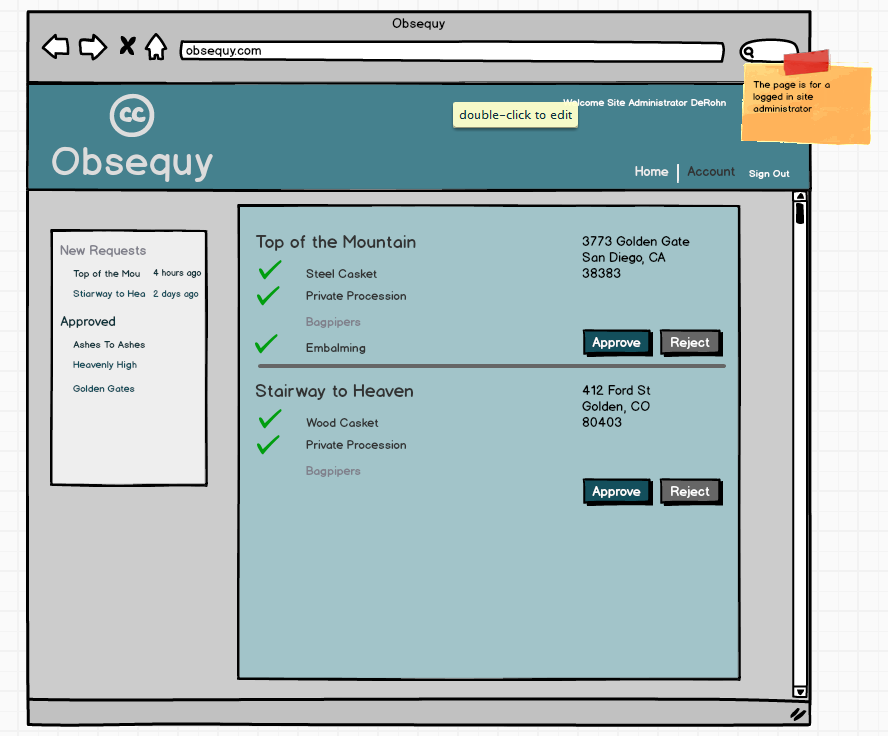 Obsequy
obsequy.com
The page is for a
logged in site
administrator
Welcome Site Administrator DeRohn
double-click to edit
cc
Obsequy
Home
Account
Sign Out
New Requests
Top of the Mou 4 hours ago
Stiarway to Hea 2 days ago
Approved
Ashes To Ashes
Heavenly High
Golden Gates
Top of the Mountain
Steel Casket
Private Procession
Bagpipers
Embalming
3773 Golden Gate
San Diego, CA
38383
Approve
Reject
Stairway to Heaven
Wood Casket
Private Procession
Bagpipers
412 Ford St
Golden, CO
80403
Approve
Reject